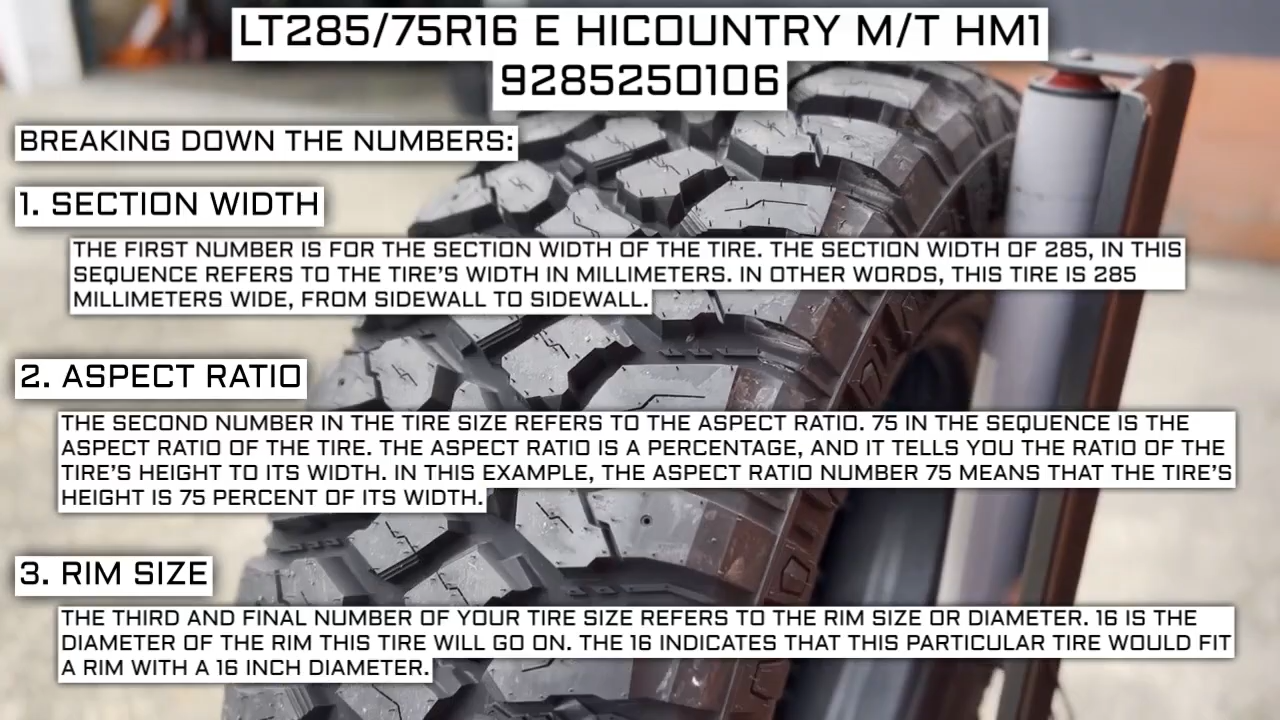 LT285/75R16 E HICOUNTRY M/T HM1
9285250106
BREAKING DOWN THE NUMBERS:
1. SECTION WIDTH
THE FIRST NUMBER IS FOR THE SECTION WIDTH OF THE TIRE. THE SECTION WIDTH OF 285, IN THIS
SEQUENCE REFERS TO THE TIRE'S WIDTH IN MILLIMETERS. IN OTHER WORDS, THIS TIRE IS 285
MILLIMETERS WIDE, FROM SIDEWALL TO SIDEWALL.
2. ASPECT RATIO
THE SECOND NUMBER IN THE TIRE SIZE REFERS TO THE ASPECT RATIO. 75 IN THE SEQUENCE IS THE
ASPECT RATIO OF THE TIRE. THE ASPECT RATIO IS A PERCENTAGE, AND IT TELLS YOU THE RATIO OF THE
TIRE'S HEIGHT TO ITS WIDTH. IN THIS EXAMPLE, THE ASPECT RATIO NUMBER 75 MEANS THAT THE TIRE'S
HEIGHT IS 75 PERCENT OF ITS WIDTH.
3. RIM SIZE
THE THIRD AND FINAL NUMBER OF YOUR TIRE SIZE REFERS TO THE RIM SIZE OR DIAMETER. 16 IS THE
DIAMETER OF THE RIM THIS TIRE WILL GO ON. THE 16 INDICATES THAT THIS PARTICULAR TIRE WOULD FIT
A RIM WITH A 16 INCH DIAMETER.